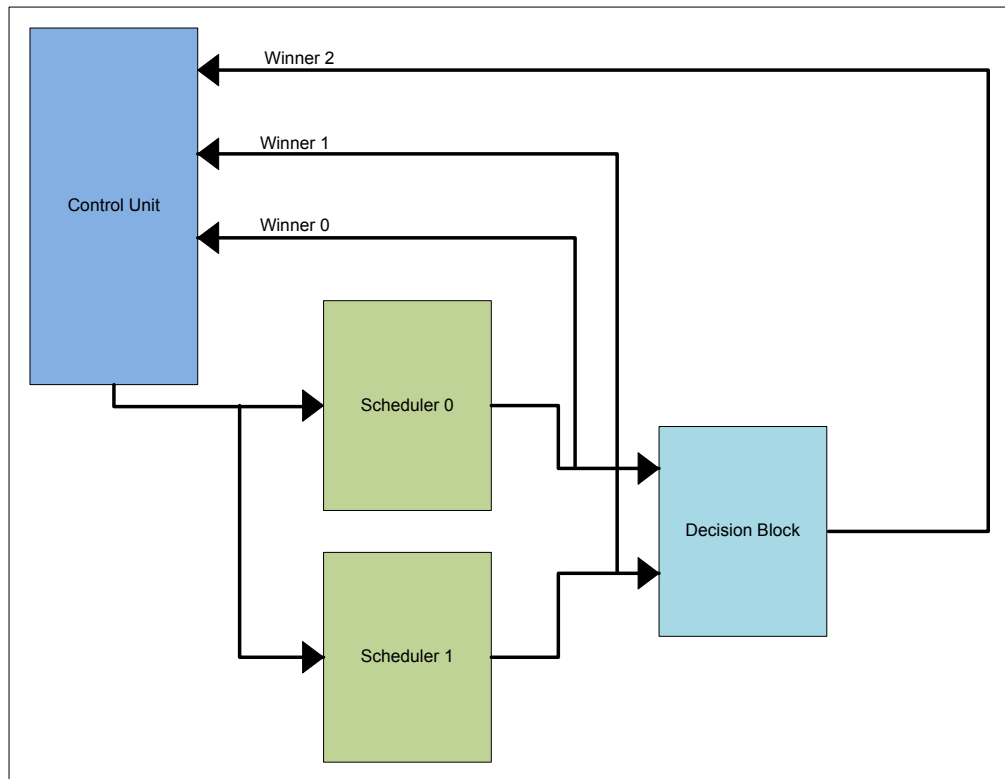 Winner 2
Winner 1
Control Unit
Winner 0
Scheduler 0
Decision Block
Scheduler 1